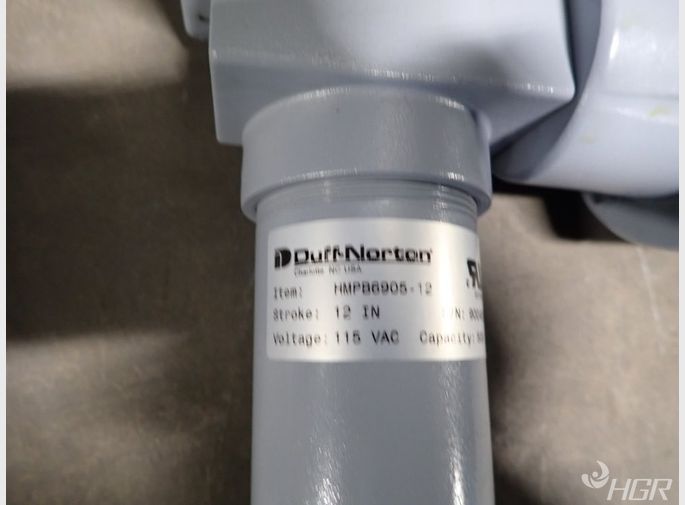 Duff-Norton
Charlotte NC USA
Item: HMPB6905-12
Stroke: 12 IN
Voltage: 115 VAC Capacity:
HGR